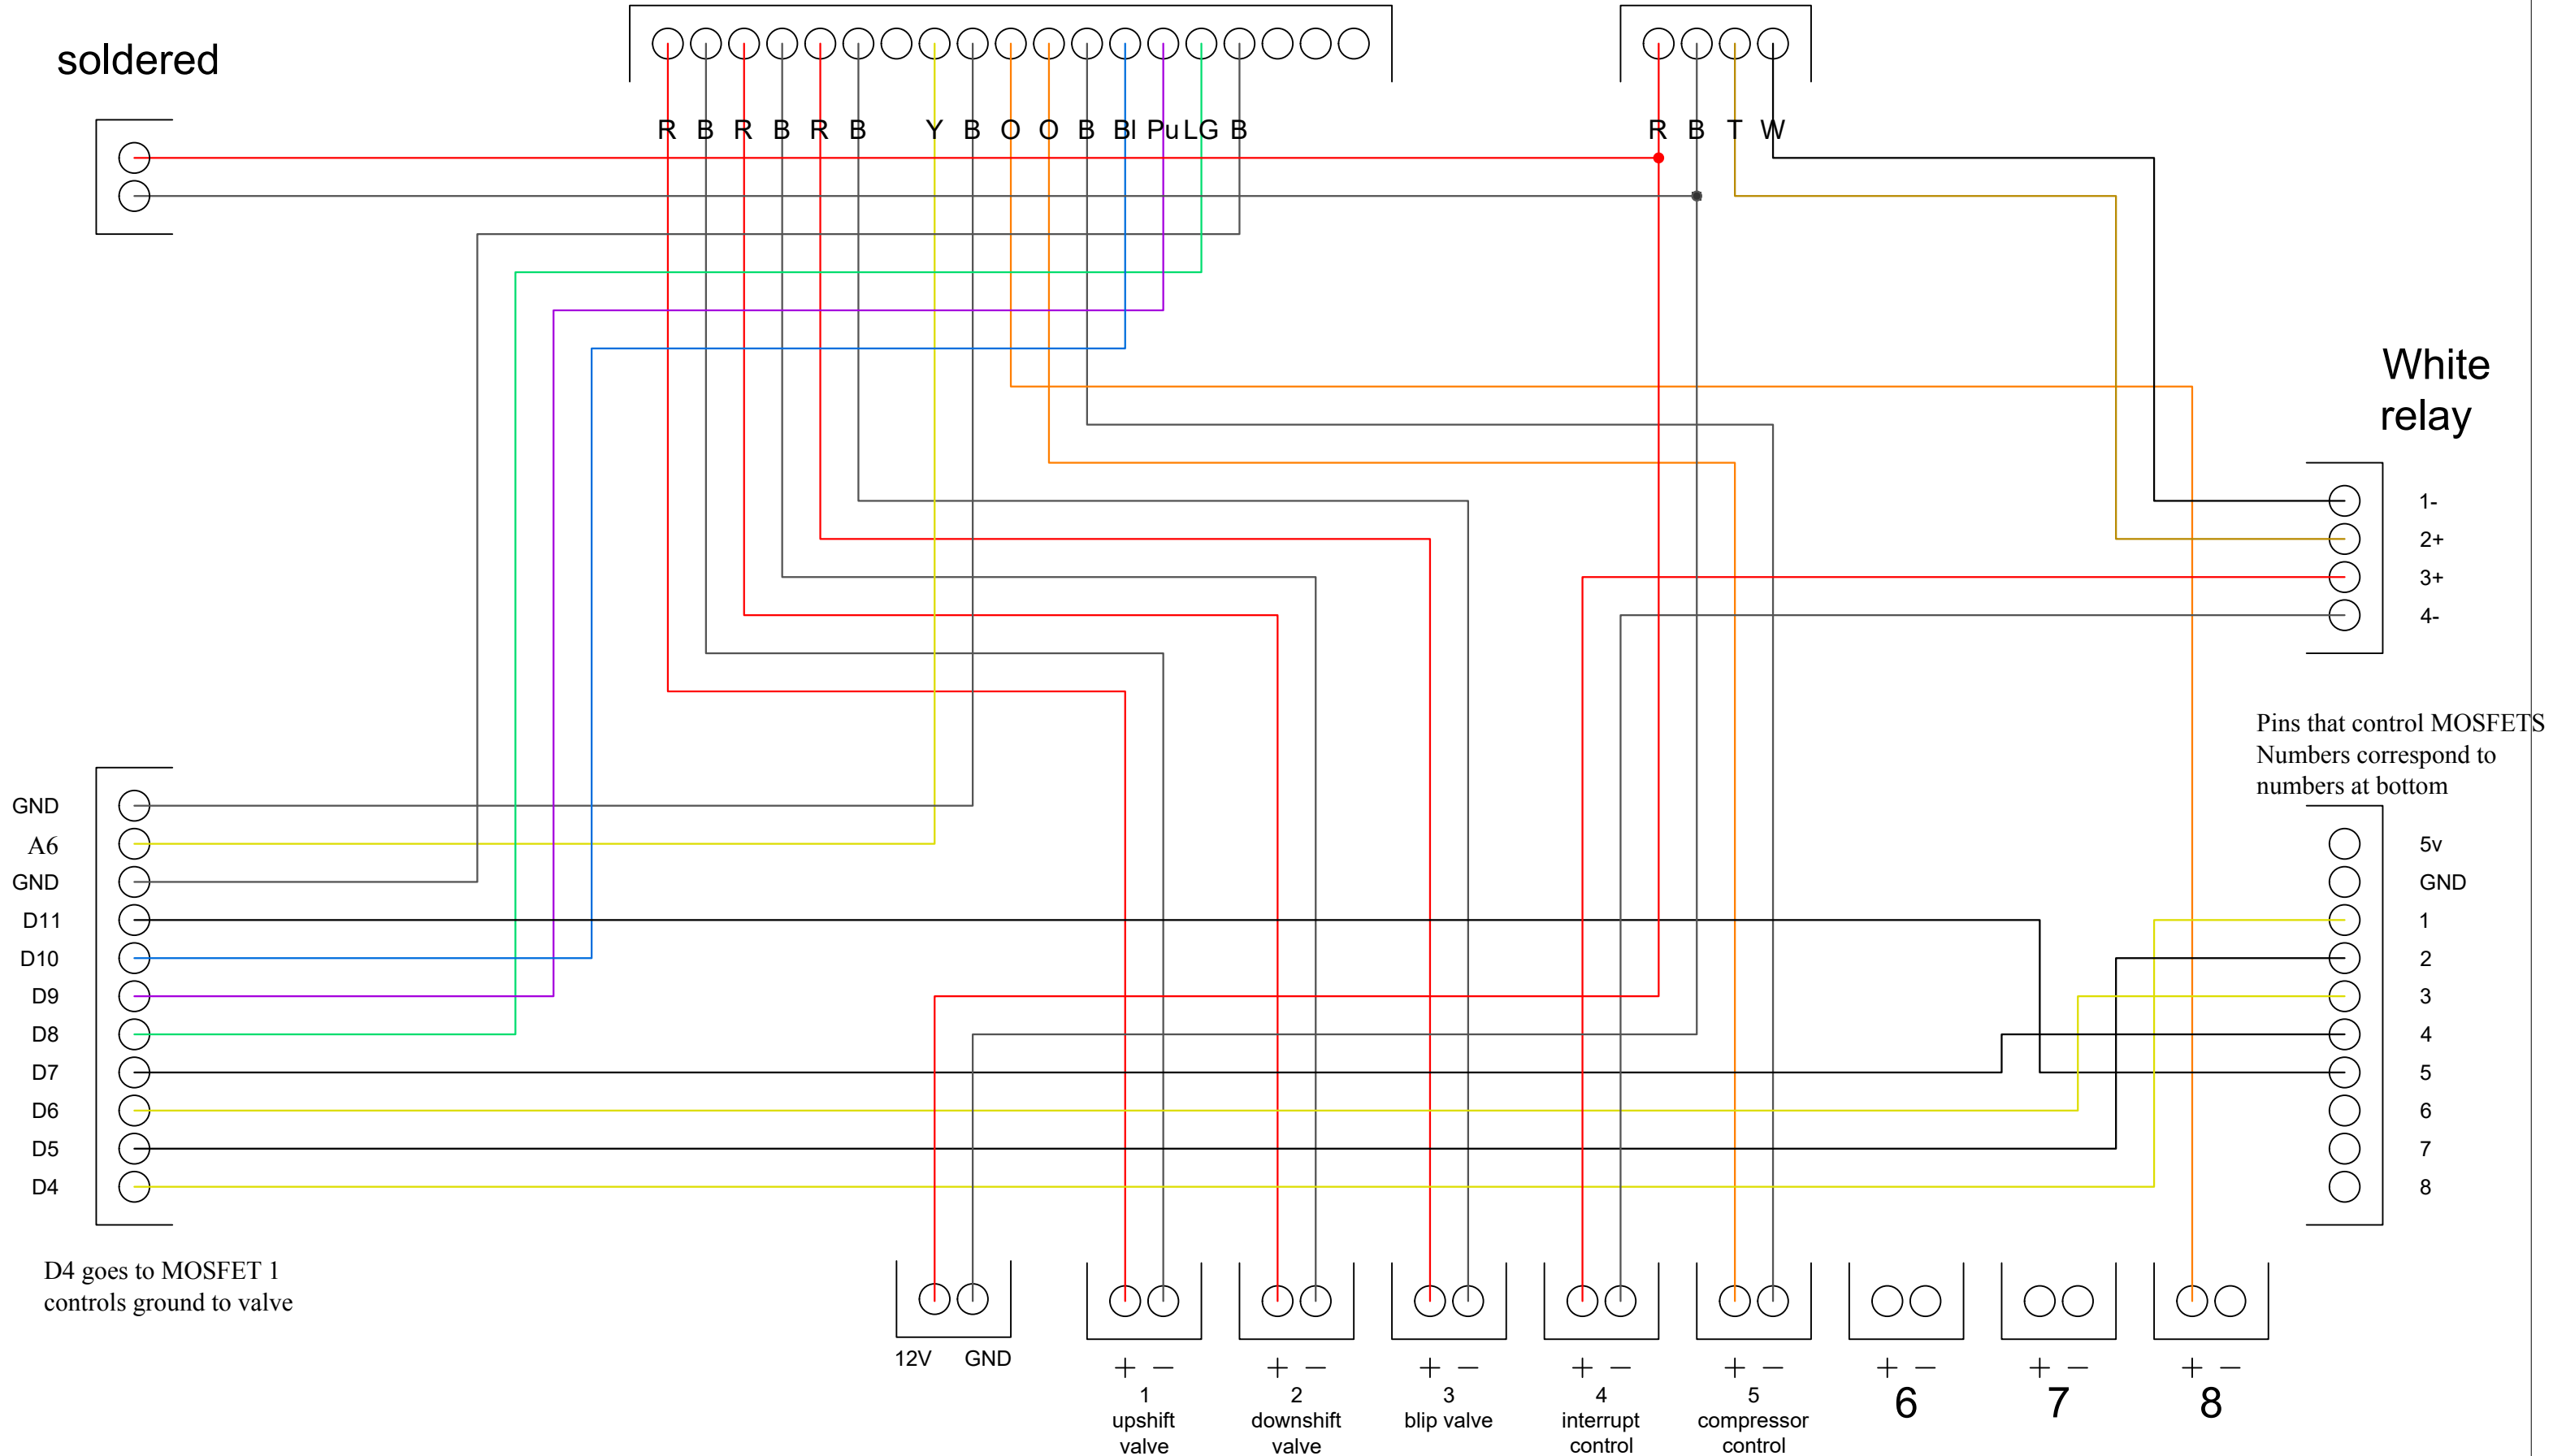 soldered
R B R B R B Y B O O B Bl Pu LG B
R B T W
White
relay
1-
2+
3+
4-
Pins that control MOSFETS
Numbers correspond to
numbers at bottom
GND
A6
GND
D11
D10
D9
D8
D7
D6
D5
D4
5v
GND
1
2
3
4
5
6
7
8
D4 goes to MOSFET 1
controls ground to valve
12V GND
+ −
1
upshift
valve
+ −
2
downshift
valve
+ −
3
blip valve
+ −
4
interrupt
control
+ −
5
compressor
control
+ −
6
+ −
7
+ −
8